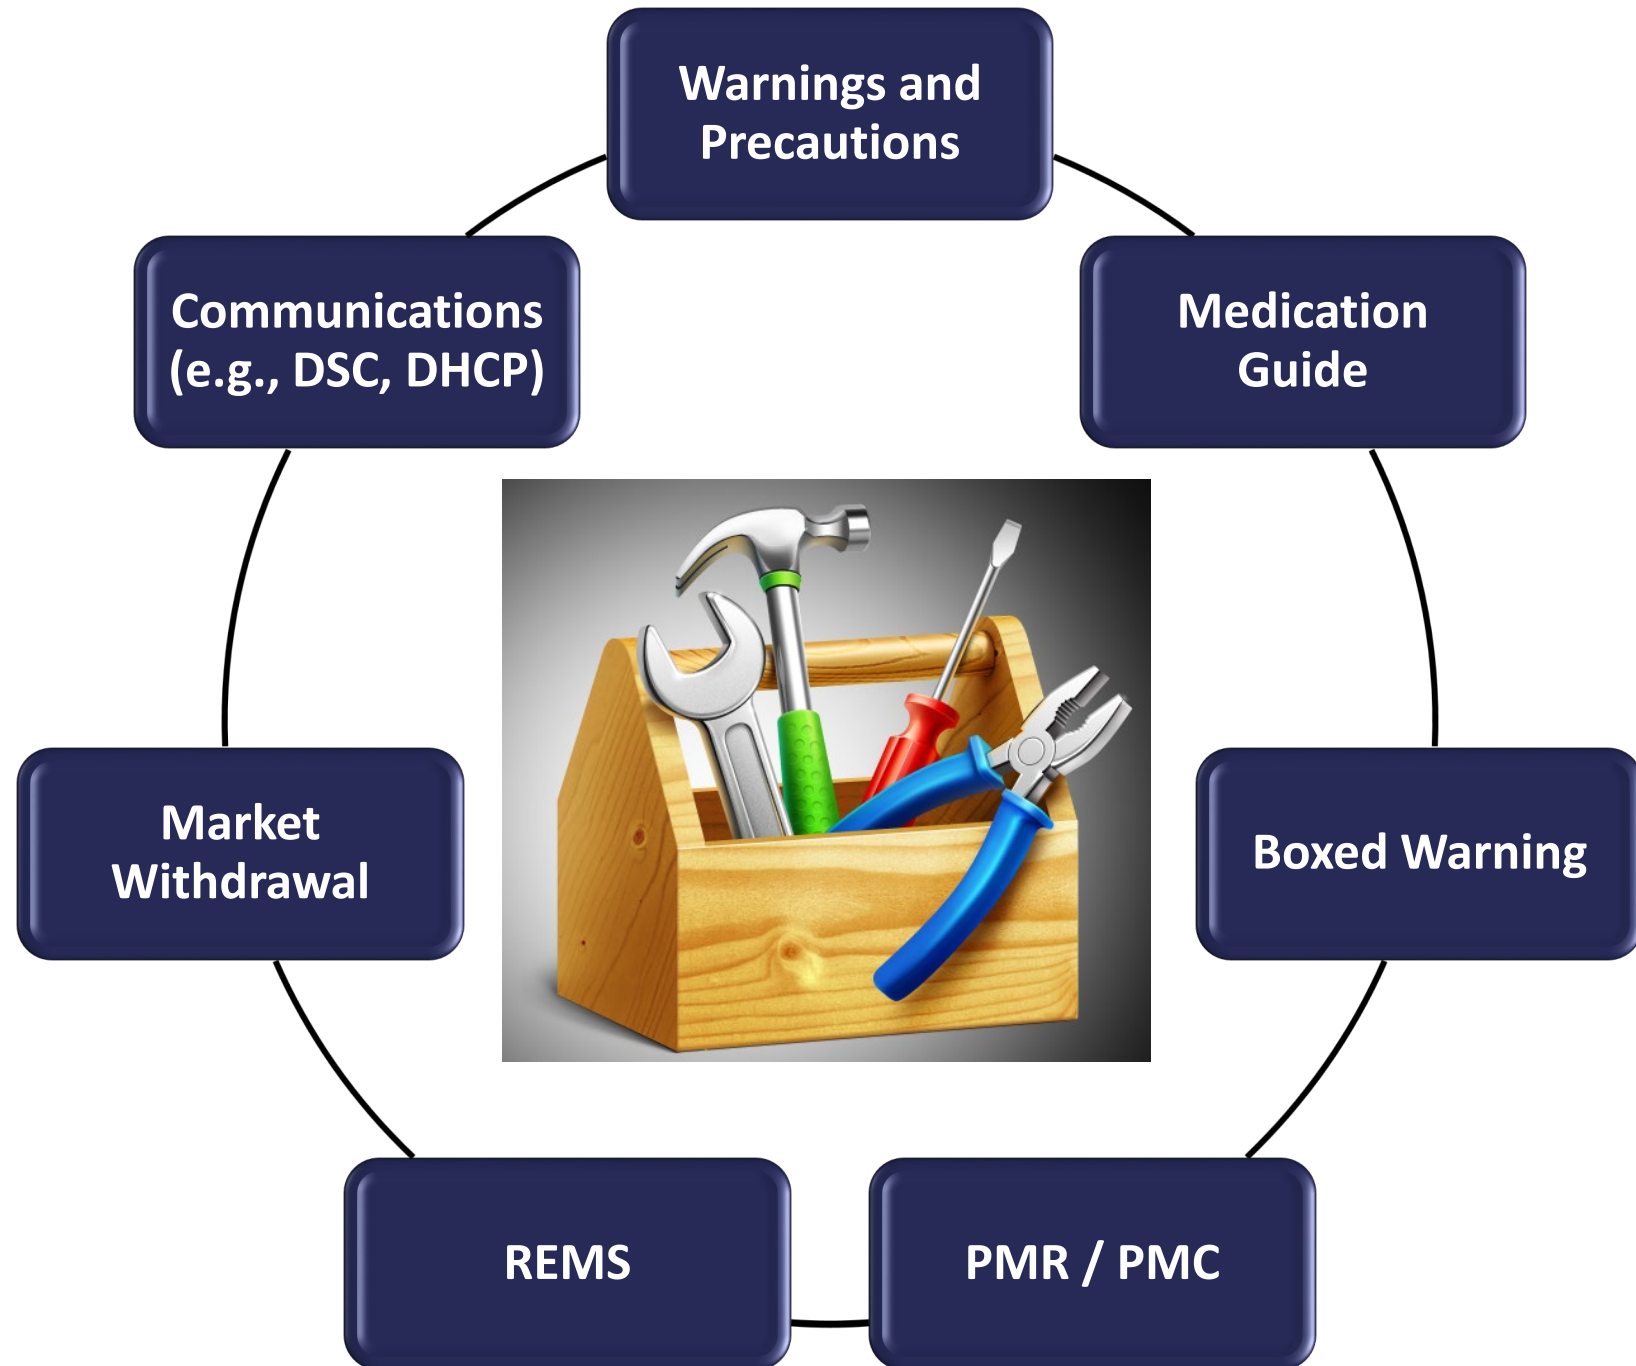 Warnings and
Precautions
Communications
(e.g., DSC, DHCP)
Medication
Guide
Market
Withdrawal
Boxed Warning
REMS
PMR / PMC